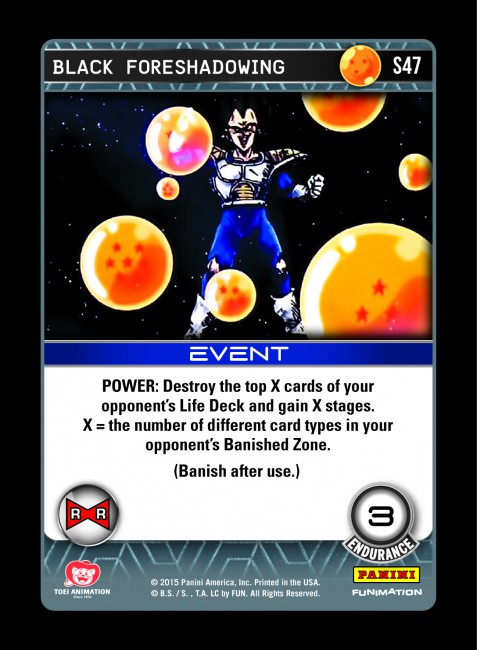 BLACK FORESHADOWING S47
EVENT
POWER: Destroy the top X cards of your
opponent's Life Deck and gain X stages.
X = the number of different card types in your
opponent's Banished Zone.
(Banish after use.)
R R
3
ENDURANCE
PANINI
TOEI ANIMATION
Since 1956
© 2015 Panini America, Inc. Printed in the USA.
© B.S. / S. , T.A. LC by FUN. All Rights Reserved.
FUNIMATION